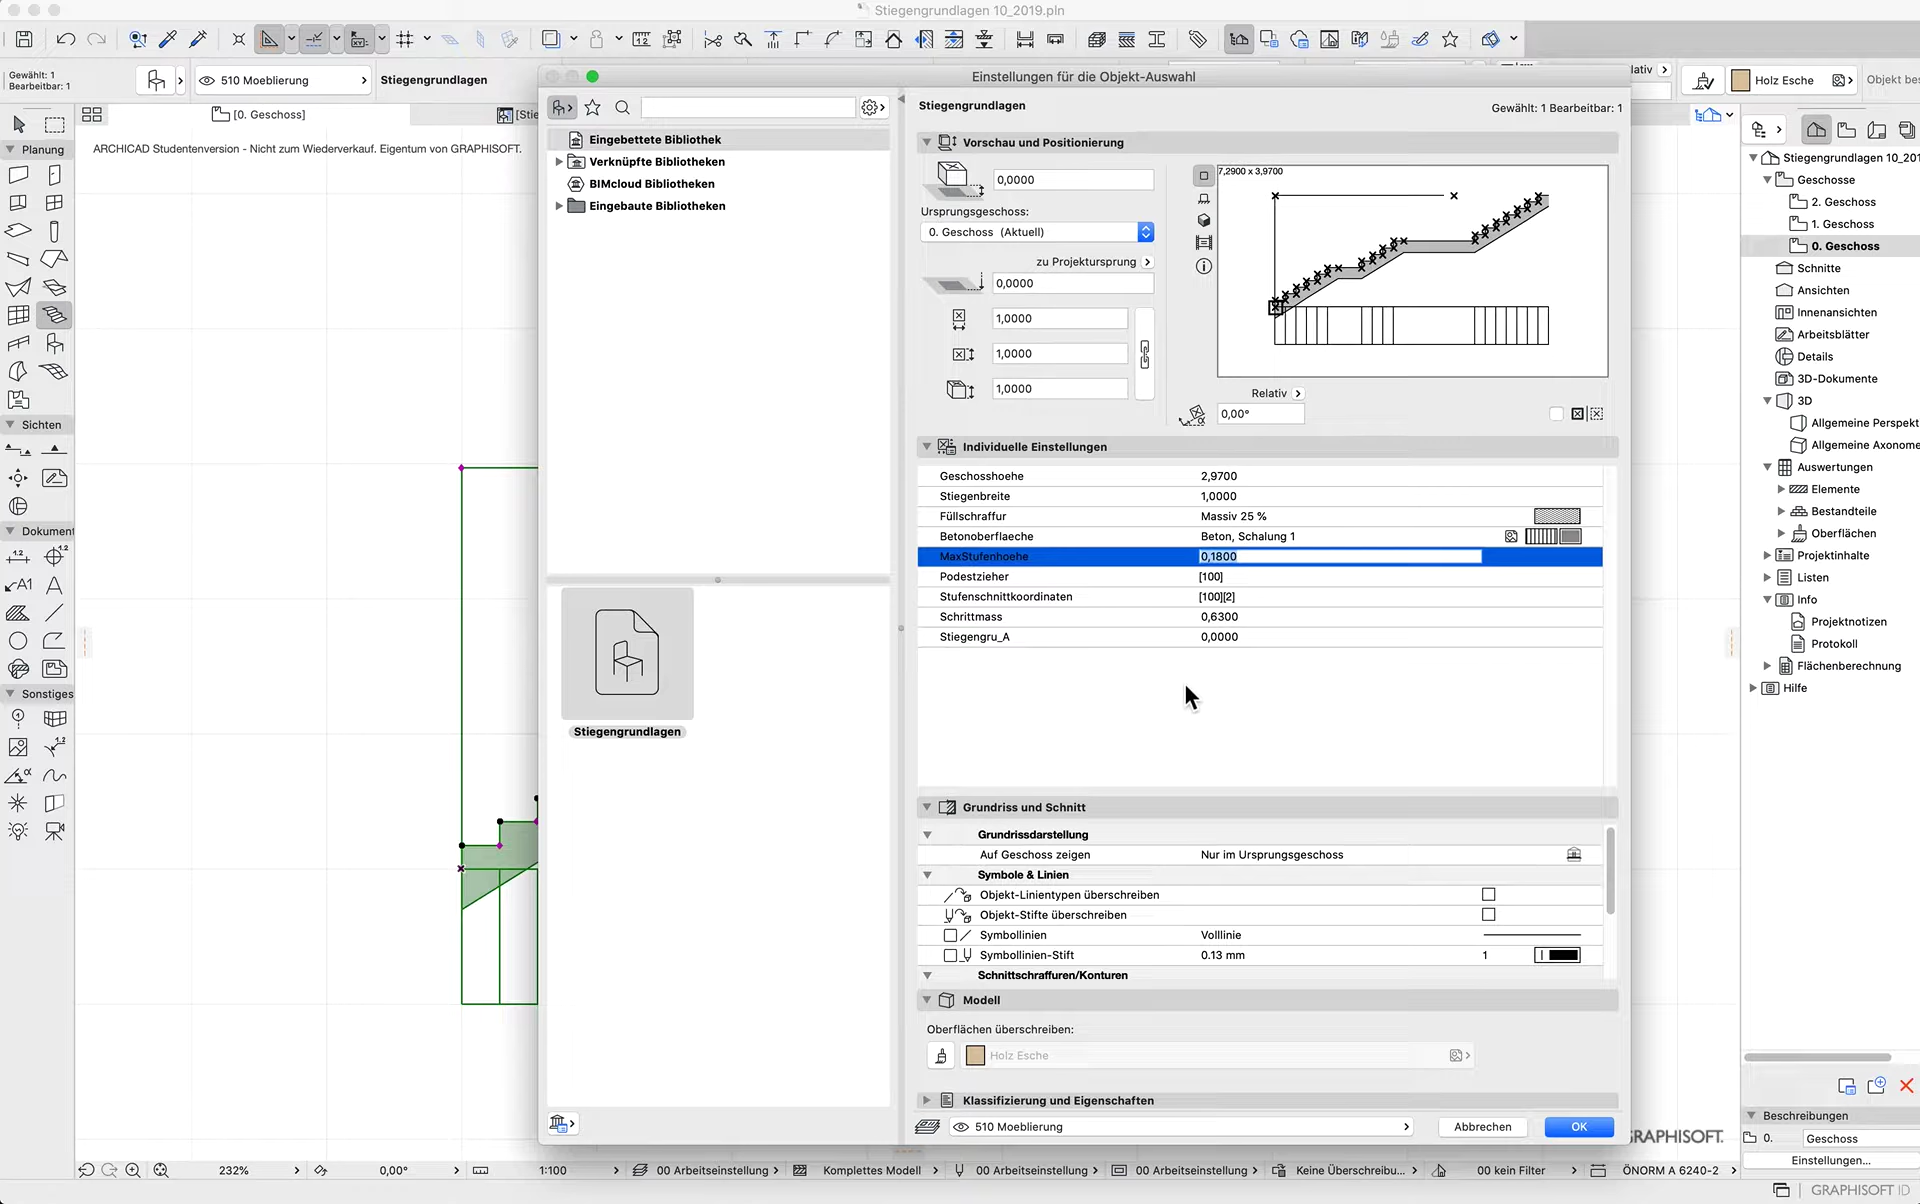 Stiegengrundlagen 10_2019.pln
Gewählt: 1
Bearbeitbar: 1
510 Moeblierung
Stiegengrundlagen
Einstellungen für die Objekt-Auswahl
lativ
Holz Esche
Objekt bes
[0. Geschoss]
[Stie
ARCHICAD Studentenversion - Nicht zum Wiederverkauf. Eigentum von GRAPHISOFT.
Planung
Sichten
Dokument
Sonstiges
Eingebettete Bibliothek
Verknüpfte Bibliotheken
BIMcloud Bibliotheken
Eingebaute Bibliotheken
Stiegengrundlagen
Stiegengrundlagen
Gewählt: 1 Bearbeitbar: 1
Vorschau und Positionierung
0,0000
Ursprungsgeschoss:
0. Geschoss (Aktuell)
zu Projektursprung
0,0000
1,0000
1,0000
1,0000
7,2900 x 3,9700
Relativ
0,00°
Individuelle Einstellungen
Geschosshoehe 2,9700
Stiegenbreite 1,0000
Füllschraffur Massiv 25 %
Betonoberflaeche Beton, Schalung 1
MaxStufenhoehe 0,1800
Podestzieher [100]
Stufenschnittkoordinaten [100][2]
Schrittmass 0,6300
Stiegengru_A 0,0000
Grundriss und Schnitt
Grundrissdarstellung
Auf Geschoss zeigen Nur im Ursprungsgeschoss
Symbole & Linien
Objekt-Linientypen überschreiben
Objekt-Stifte überschreiben
Symbollinien Volllinie
Symbollinien-Stift 0.13 mm 1
Schnittschraffuren/Konturen
Modell
Oberflächen überschreiben:
Holz Esche
Klassifizierung und Eigenschaften
510 Moeblierung
Abbrechen
OK
Stiegengrundlagen 10_201
Geschosse
2. Geschoss
1. Geschoss
0. Geschoss
Schnitte
Ansichten
Innenansichten
Arbeitsblätter
Details
3D-Dokumente
3D
Allgemeine Perspekt
Allgemeine Axonome
Auswertungen
Elemente
Bestandteile
Oberflächen
Projektinhalte
Listen
Info
Projektnotizen
Protokoll
Flächenberechnung
Hilfe
Beschreibungen
0. Geschoss
Einstellungen...
GRAPHISOFT.
232%
0,00°
1:100
00 Arbeitseinstellung
Komplettes Modell
00 Arbeitseinstellung
00 Arbeitseinstellung
Keine Überschreibu...
00 kein Filter
ÖNORM A 6240-2
GRAPHISOFT ID